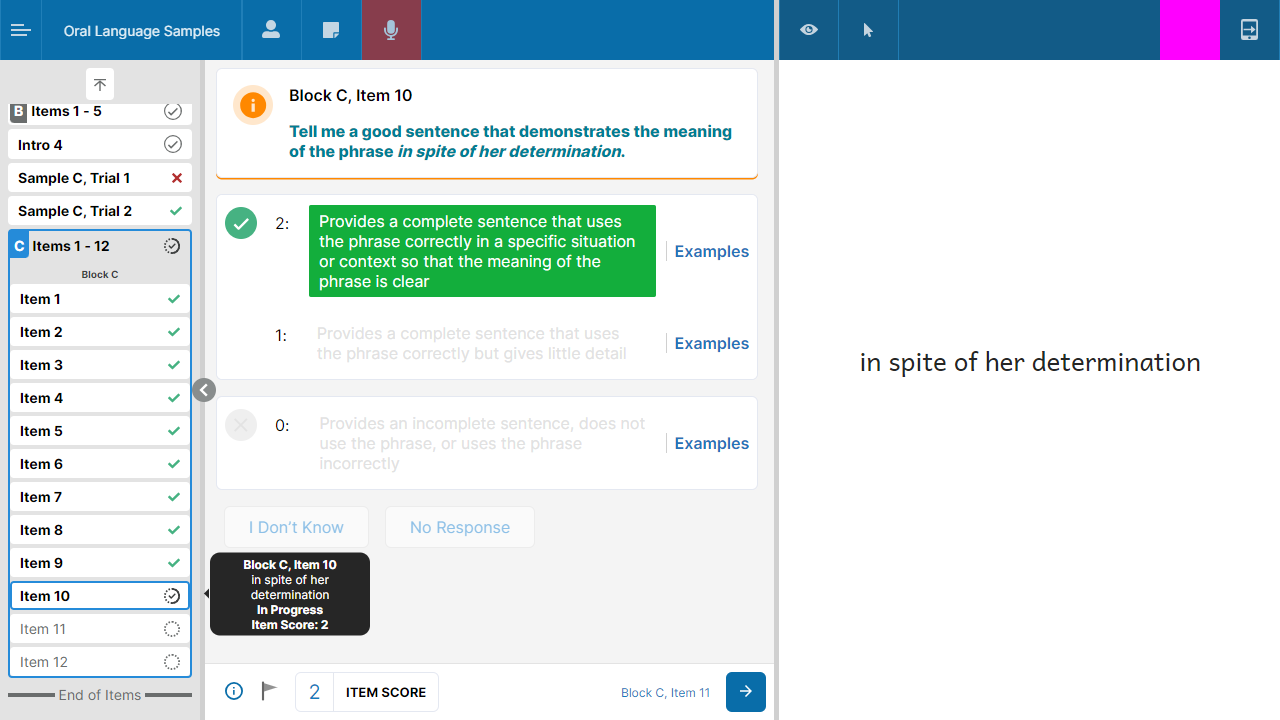 Oral Language Samples
B Items 1 - 5
Intro 4
Sample C, Trial 1
Sample C, Trial 2
C Items 1 - 12
Block C
Item 1
Item 2
Item 3
Item 4
Item 5
Item 6
Item 7
Item 8
Item 9
Item 10
Item 11
Item 12
End of Items
Block C, Item 10
Tell me a good sentence that demonstrates the meaning
of the phrase in spite of her determination.
2:
Provides a complete sentence that uses
the phrase correctly in a specific situation
or context so that the meaning of the
phrase is clear
Examples
1:
Provides a complete sentence that uses
the phrase correctly but gives little detail
Examples
0:
Provides an incomplete sentence, does not
use the phrase, or uses the phrase
incorrectly
Examples
I Don't Know
No Response
Block C, Item 10
in spite of her
determination
In Progress
Item Score: 2
2 ITEM SCORE
Block C, Item 11
in spite of her determination